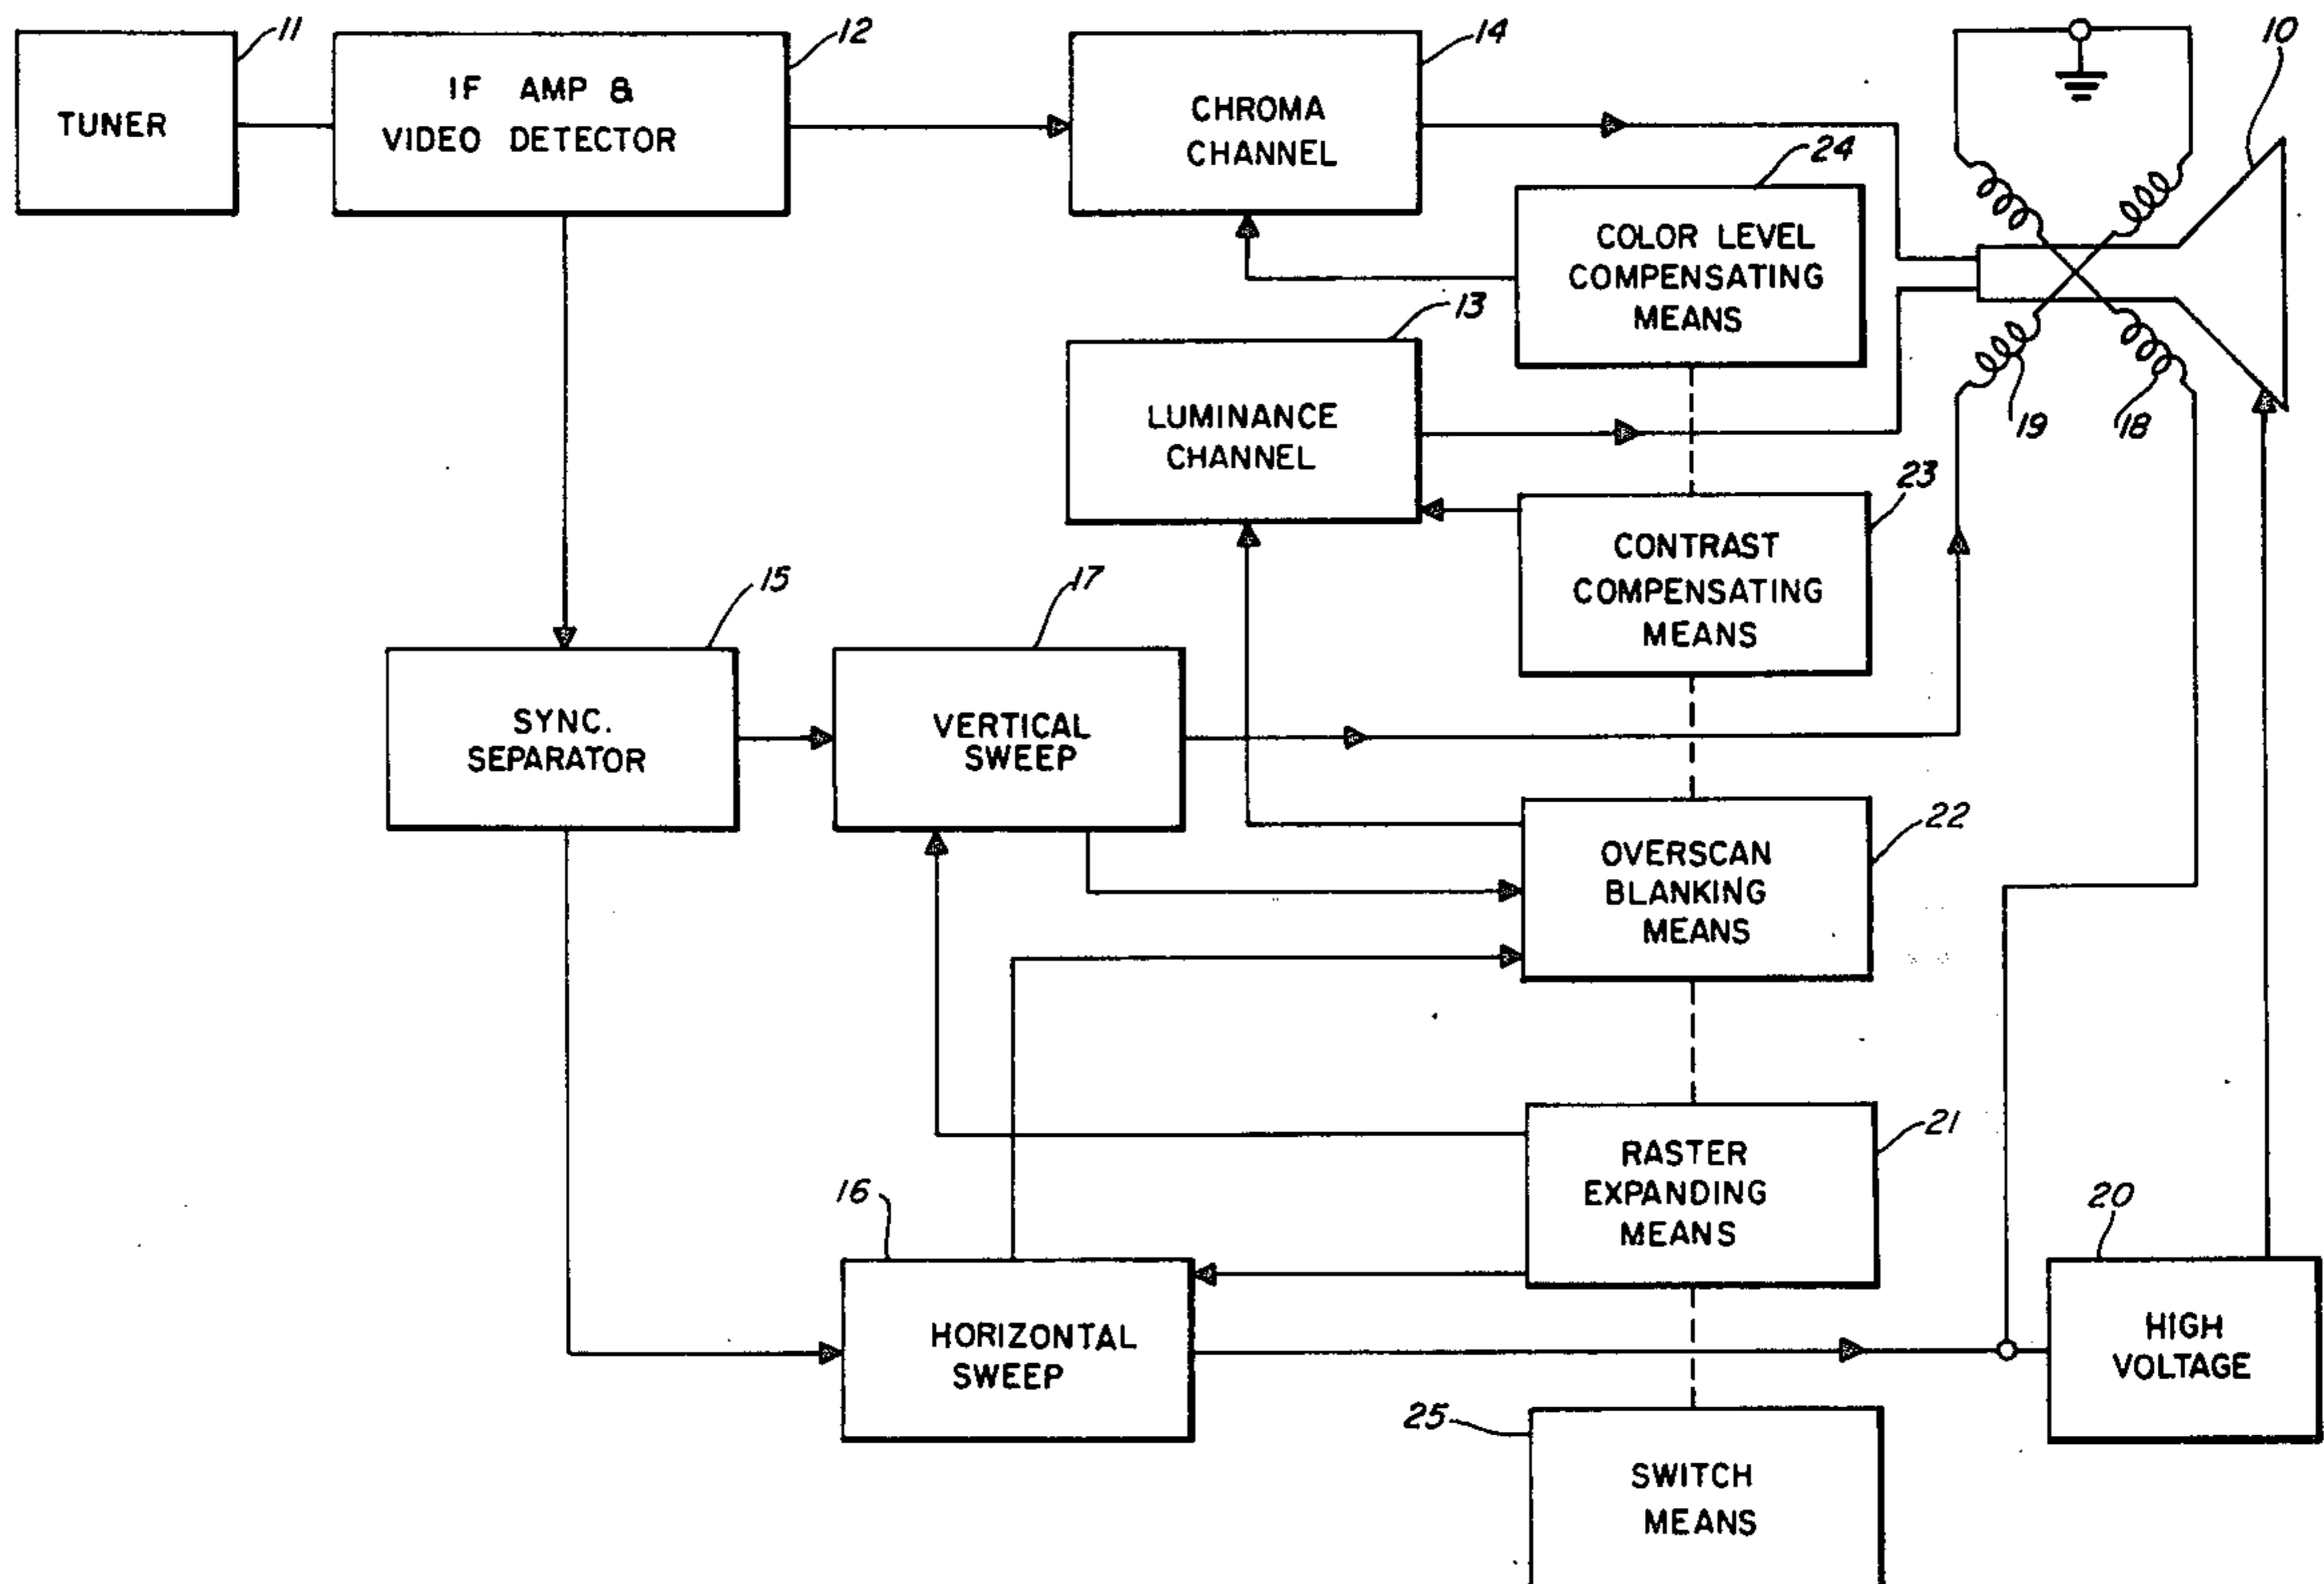 11
12
14
10
TUNER
IF AMP &
VIDEO DETECTOR
CHROMA
CHANNEL
24
COLOR LEVEL
COMPENSATING
MEANS
13
LUMINANCE
CHANNEL
19
18
23
CONTRAST
COMPENSATING
MEANS
15
17
SYNC.
SEPARATOR
VERTICAL
SWEEP
22
OVERSCAN
BLANKING
MEANS
21
RASTER
EXPANDING
MEANS
16
20
HORIZONTAL
SWEEP
HIGH
VOLTAGE
25
SWITCH
MEANS